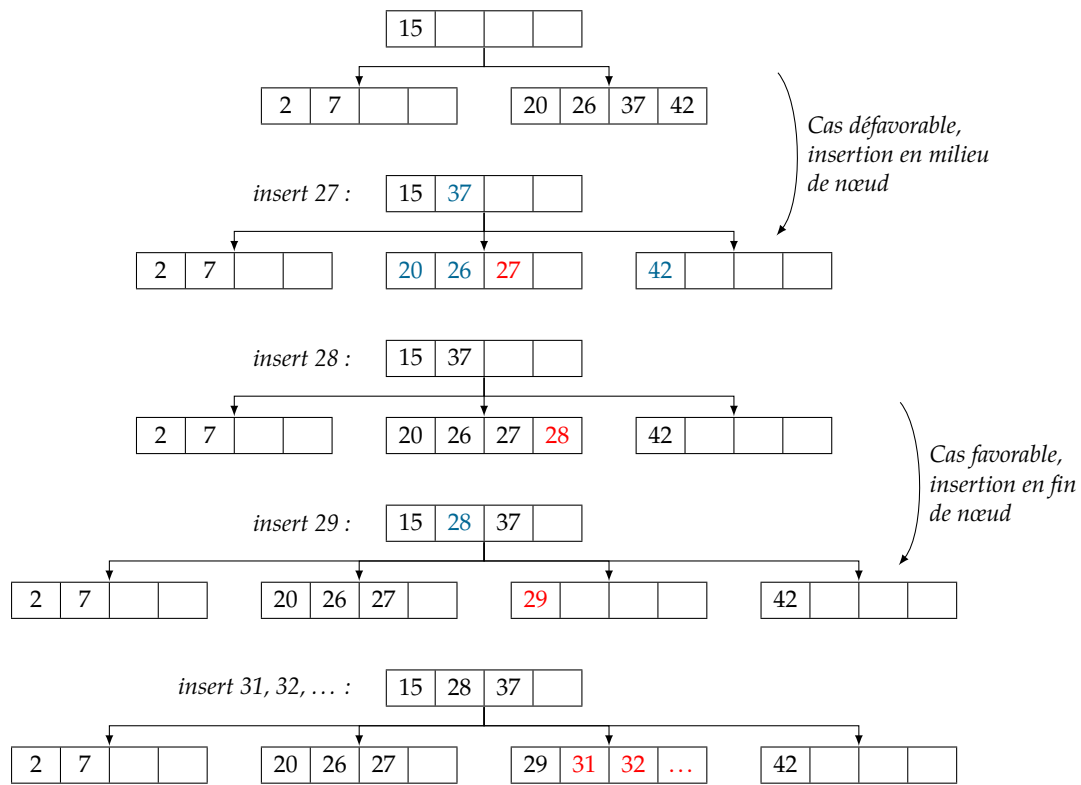 15
2 7 20 26 37 42
Cas défavorable,
insertion en milieu
de nœud
insert 27 : 15 37
2 7 20 26 27 42
insert 28 : 15 37
2 7 20 26 27 28 42
Cas favorable,
insertion en fin
de nœud
insert 29 : 15 28 37
2 7 20 26 27 29 42
insert 31, 32, ... : 15 28 37
2 7 20 26 27 29 31 32 ... 42